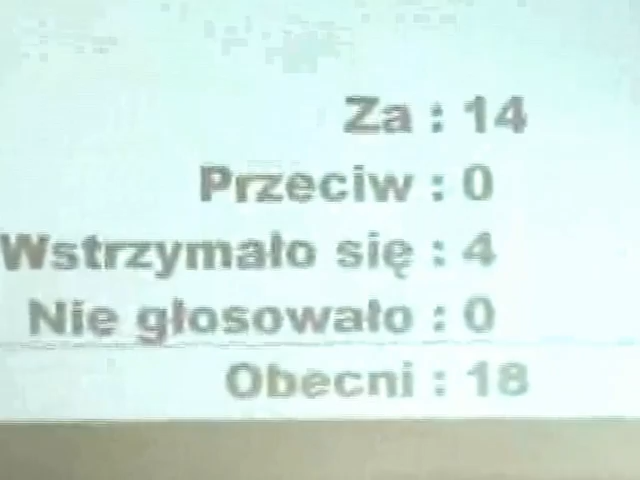 Za : 14
Przeciw : 0
Wstrzymało się : 4
Nie głosowało : 0
Obecni : 18